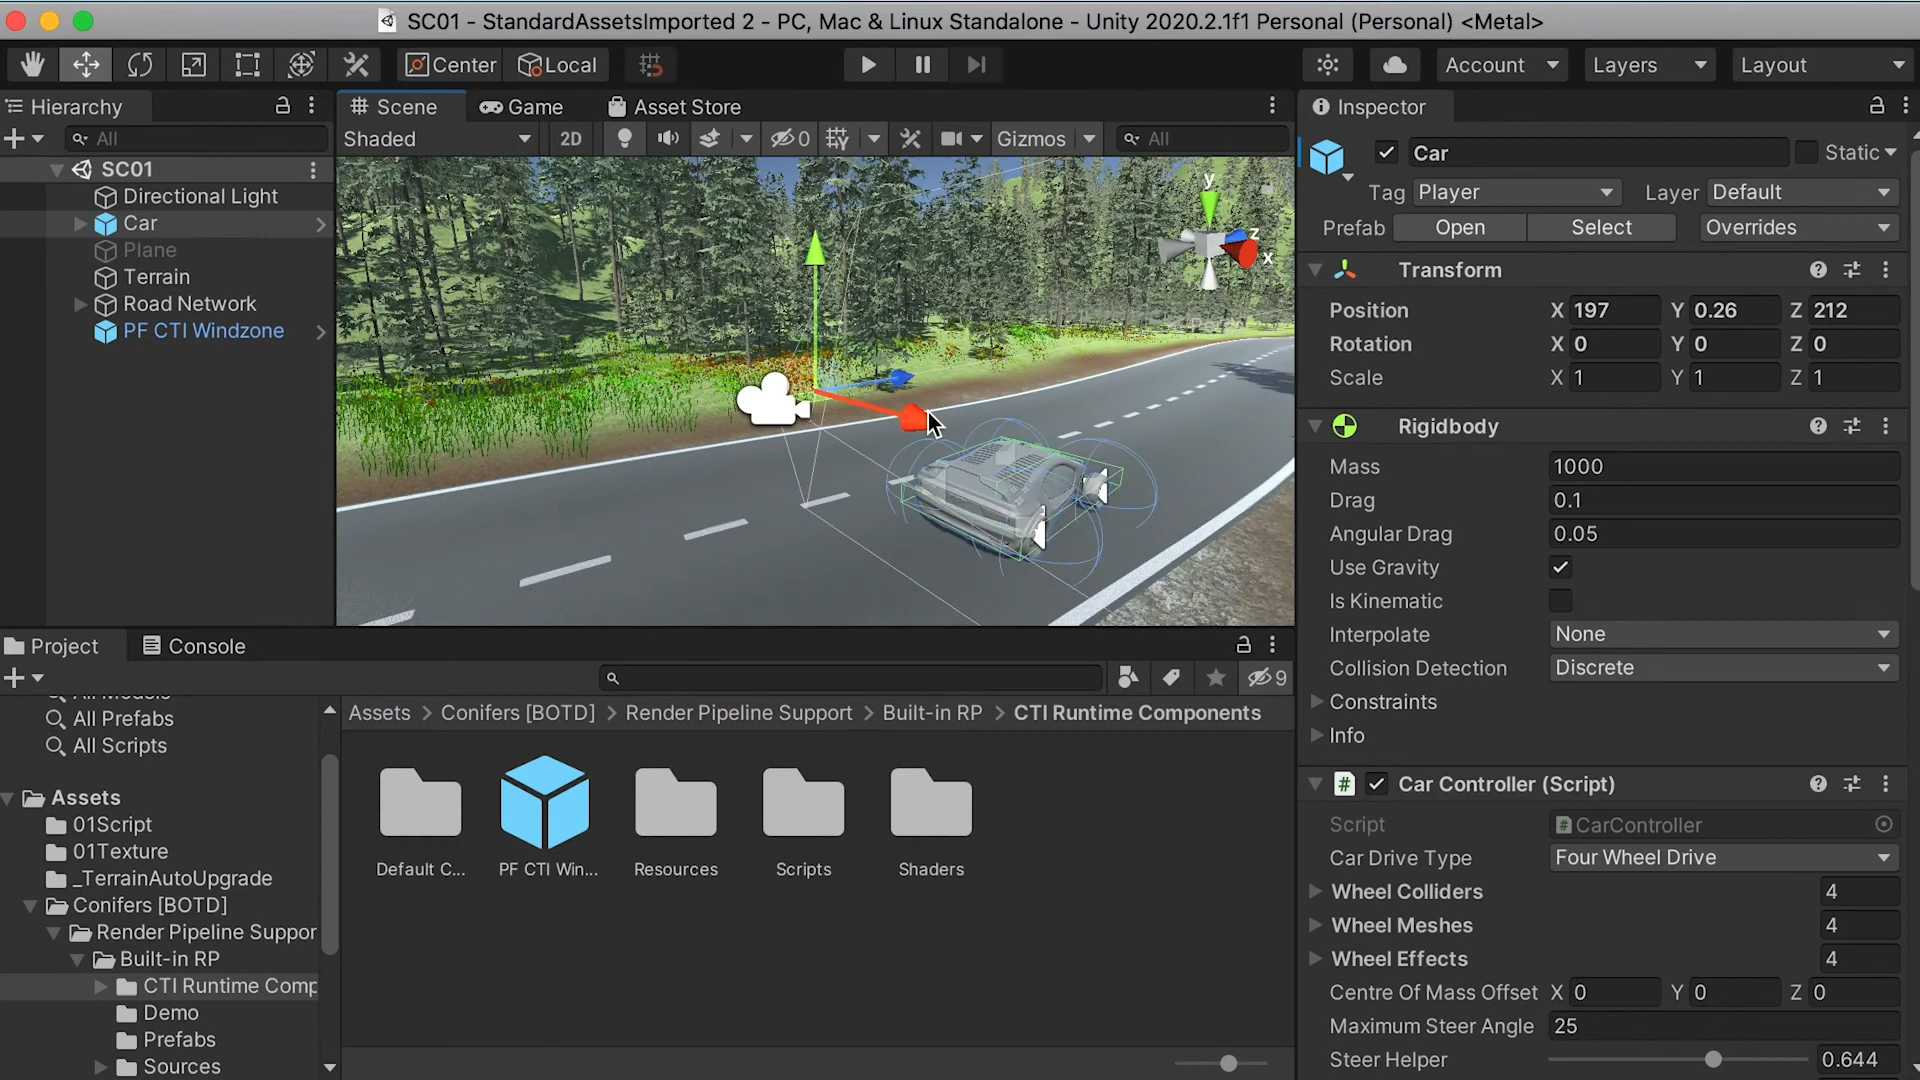 SC01 - StandardAssetsImported 2 - PC, Mac & Linux Standalone - Unity 2020.2.1f1 Personal (Personal) <Metal>
Center Local Account Layers Layout
Hierarchy
All
SC01
Directional Light
Car
Plane
Terrain
Road Network
PF CTI Windzone
Scene Game Asset Store
Shaded 2D 0 Gizmos All
y
z
x
Inspector
Car Static
Tag Player Layer Default
Prefab Open Select Overrides
Transform
Position X 197 Y 0.26 Z 212
Rotation X 0 Y 0 Z 0
Scale X 1 Y 1 Z 1
Rigidbody
Mass 1000
Drag 0.1
Angular Drag 0.05
Use Gravity
Is Kinematic
Interpolate None
Collision Detection Discrete
Constraints
Info
# Car Controller (Script)
Script # CarController
Car Drive Type Four Wheel Drive
Wheel Colliders 4
Wheel Meshes 4
Wheel Effects 4
Centre Of Mass Offset X 0 Y 0 Z 0
Maximum Steer Angle 25
Steer Helper 0.644
Project Console
9
All Models
All Prefabs
All Scripts
Assets
01Script
01Texture
_TerrainAutoUpgrade
Conifers [BOTD]
Render Pipeline Suppor
Built-in RP
CTI Runtime Comp
Demo
Prefabs
Sources
Assets > Conifers [BOTD] > Render Pipeline Support > Built-in RP > CTI Runtime Components
Default C... PF CTI Win... Resources Scripts Shaders